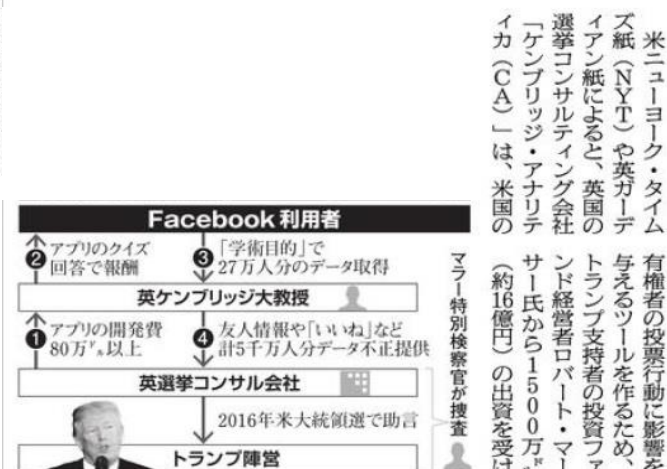 米ニューヨーク・タイム
ズ紙(NYT)や英ガーデ
ィアン紙によると、英国の
選挙コンサルティング会社
「ケンブリッジ・アナリテ
ィカ(CA)」は、米国の
有権者の投票行動に影響を
与えるツールを作るため、
トランプ支持者の投資ファ
ンド経営者ロバート・マー
サー氏から1500万㌦
(約16億円)の出資を受け
Facebook利用者
❷アプリのクイズ
回答で報酬
❸「学術目的」で
27万人分のデータ取得
英ケンブリッジ大教授
❶アプリの開発費
80万㌦以上
❹友人情報や「いいね」など
計5千万人分データ不正提供
英選挙コンサル会社
2016年米大統領選で助言
トランプ陣営
マラー特別検察官が捜査